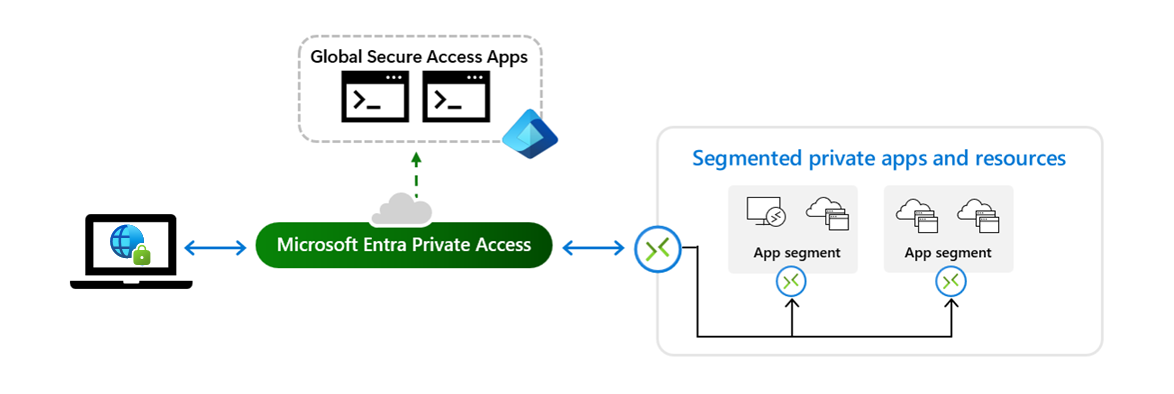 Global Secure Access Apps
Segmented private apps and resources
Microsoft Entra Private Access
App segment
App segment